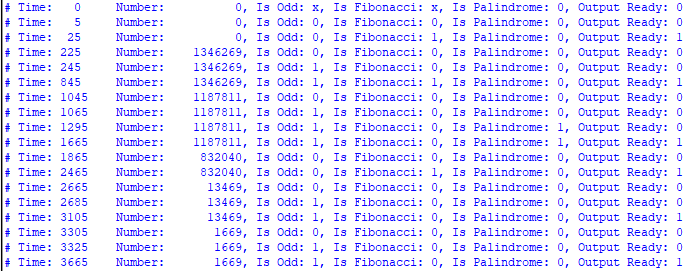 # Time:   0     Number:          0, Is Odd: x, Is Fibonacci: x, Is Palindrome: 0, Output Ready: 0
# Time:   5     Number:          0, Is Odd: 0, Is Fibonacci: 0, Is Palindrome: 0, Output Ready: 0
# Time:  25     Number:          0, Is Odd: 0, Is Fibonacci: 1, Is Palindrome: 0, Output Ready: 1
# Time: 225     Number:    1346269, Is Odd: 0, Is Fibonacci: 0, Is Palindrome: 0, Output Ready: 0
# Time: 245     Number:    1346269, Is Odd: 1, Is Fibonacci: 0, Is Palindrome: 0, Output Ready: 0
# Time: 845     Number:    1346269, Is Odd: 1, Is Fibonacci: 1, Is Palindrome: 0, Output Ready: 1
# Time: 1045    Number:    1187811, Is Odd: 0, Is Fibonacci: 0, Is Palindrome: 0, Output Ready: 0
# Time: 1065    Number:    1187811, Is Odd: 1, Is Fibonacci: 0, Is Palindrome: 0, Output Ready: 0
# Time: 1295    Number:    1187811, Is Odd: 1, Is Fibonacci: 0, Is Palindrome: 1, Output Ready: 0
# Time: 1665    Number:    1187811, Is Odd: 1, Is Fibonacci: 0, Is Palindrome: 1, Output Ready: 1
# Time: 1865    Number:     832040, Is Odd: 0, Is Fibonacci: 0, Is Palindrome: 0, Output Ready: 0
# Time: 2465    Number:     832040, Is Odd: 0, Is Fibonacci: 1, Is Palindrome: 0, Output Ready: 1
# Time: 2665    Number:      13469, Is Odd: 0, Is Fibonacci: 0, Is Palindrome: 0, Output Ready: 0
# Time: 2685    Number:      13469, Is Odd: 1, Is Fibonacci: 0, Is Palindrome: 0, Output Ready: 0
# Time: 3105    Number:      13469, Is Odd: 1, Is Fibonacci: 0, Is Palindrome: 0, Output Ready: 1
# Time: 3305    Number:       1669, Is Odd: 0, Is Fibonacci: 0, Is Palindrome: 0, Output Ready: 0
# Time: 3325    Number:       1669, Is Odd: 1, Is Fibonacci: 0, Is Palindrome: 0, Output Ready: 0
# Time: 3665    Number:       1669, Is Odd: 1, Is Fibonacci: 0, Is Palindrome: 0, Output Ready: 1